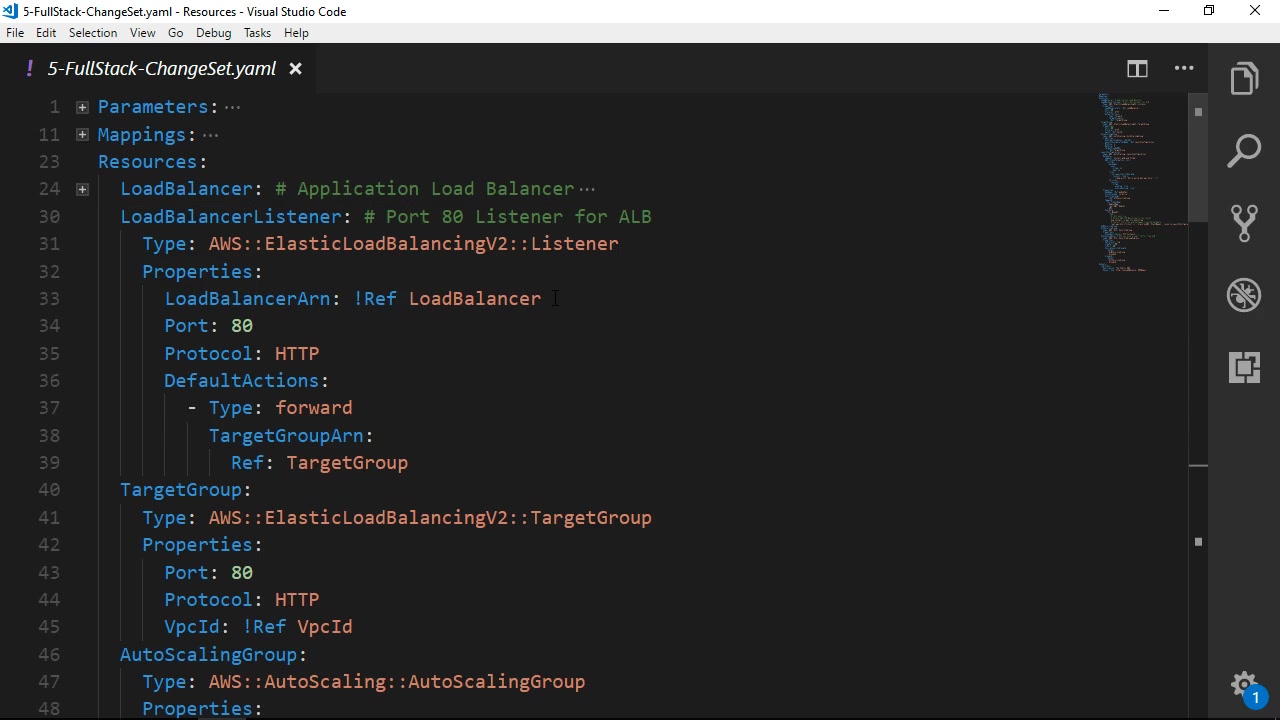 5-FullStack-ChangeSet.yaml - Resources - Visual Studio Code
File Edit Selection View Go Debug Tasks Help
! 5-FullStack-ChangeSet.yaml
1 Parameters: ···
11 Mappings: ···
23 Resources:
24 LoadBalancer: # Application Load Balancer ···
30 LoadBalancerListener: # Port 80 Listener for ALB
31 Type: AWS::ElasticLoadBalancingV2::Listener
32 Properties:
33 LoadBalancerArn: !Ref LoadBalancer
34 Port: 80
35 Protocol: HTTP
36 DefaultActions:
37 - Type: forward
38 TargetGroupArn:
39 Ref: TargetGroup
40 TargetGroup:
41 Type: AWS::ElasticLoadBalancingV2::TargetGroup
42 Properties:
43 Port: 80
44 Protocol: HTTP
45 VpcId: !Ref VpcId
46 AutoScalingGroup:
47 Type: AWS::AutoScaling::AutoScalingGroup
48 Properties:
1